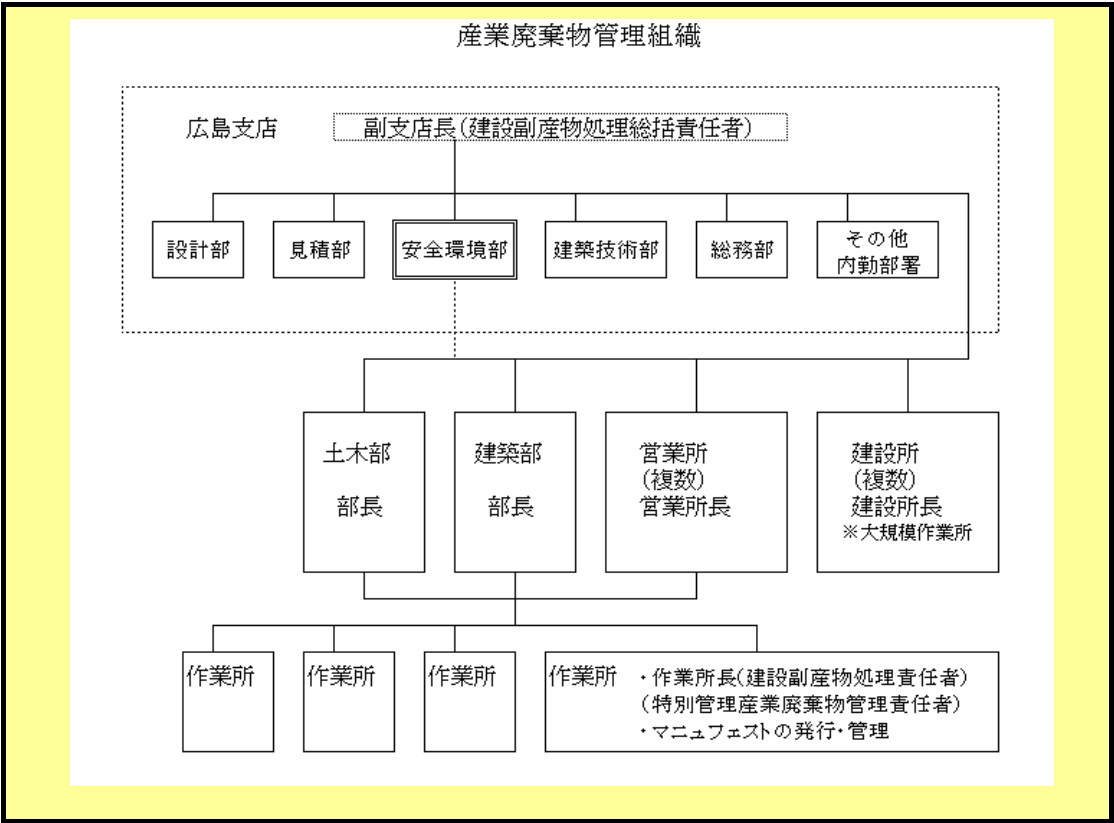 産業廃棄物管理組織
広島支店
副支店長(建設副産物処理総括責任者)
設計部
見積部
安全環境部
建築技術部
総務部
その他
内勤部署
土木部
部長
建築部
部長
営業所
(複数)
営業所長
建設所
(複数)
建設所長
※大規模作業所
作業所
作業所
作業所
作業所
・作業所長(建設副産物処理責任者)
(特別管理産業廃棄物管理責任者)
・マニュフェストの発行・管理